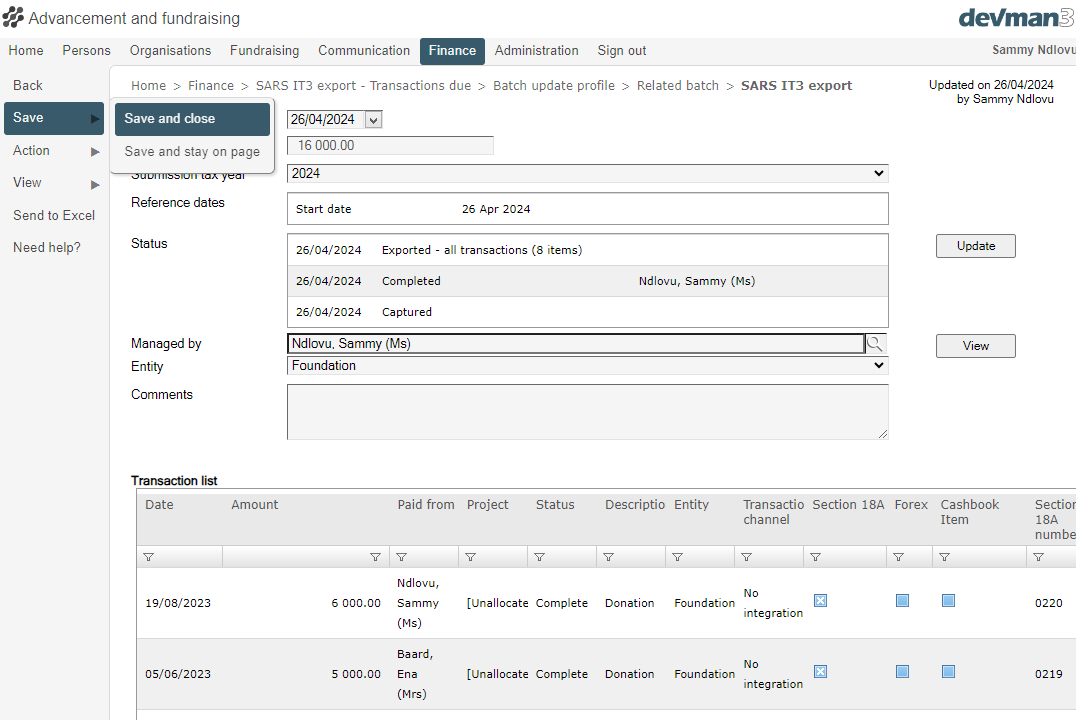 Advancement and fundraising
devman3
Home Persons Organisations Fundraising Communication Finance Administration Sign out Sammy Ndlovu
Back
Save
Action
View
Send to Excel
Need help?
Save and close
Save and stay on page
Home > Finance > SARS IT3 export - Transactions due > Batch update profile > Related batch > SARS IT3 export
Updated on 26/04/2024
by Sammy Ndlovu
26/04/2024
16 000.00
Submission tax year 2024
Reference dates Start date 26 Apr 2024
Status 26/04/2024 Exported - all transactions (8 items) Update
26/04/2024 Completed Ndlovu, Sammy (Ms)
26/04/2024 Captured
Managed by Ndlovu, Sammy (Ms) View
Entity Foundation
Comments
Transaction list
Date Amount Paid from Project Status Descriptio Entity Transactio channel Section 18A Forex Cashbook Item Section 18A numbe
19/08/2023 6 000.00 Ndlovu, Sammy (Ms) [Unallocate Complete Donation Foundation No integration 0220
05/06/2023 5 000.00 Baard, Ena (Mrs) [Unallocate Complete Donation Foundation No integration 0219